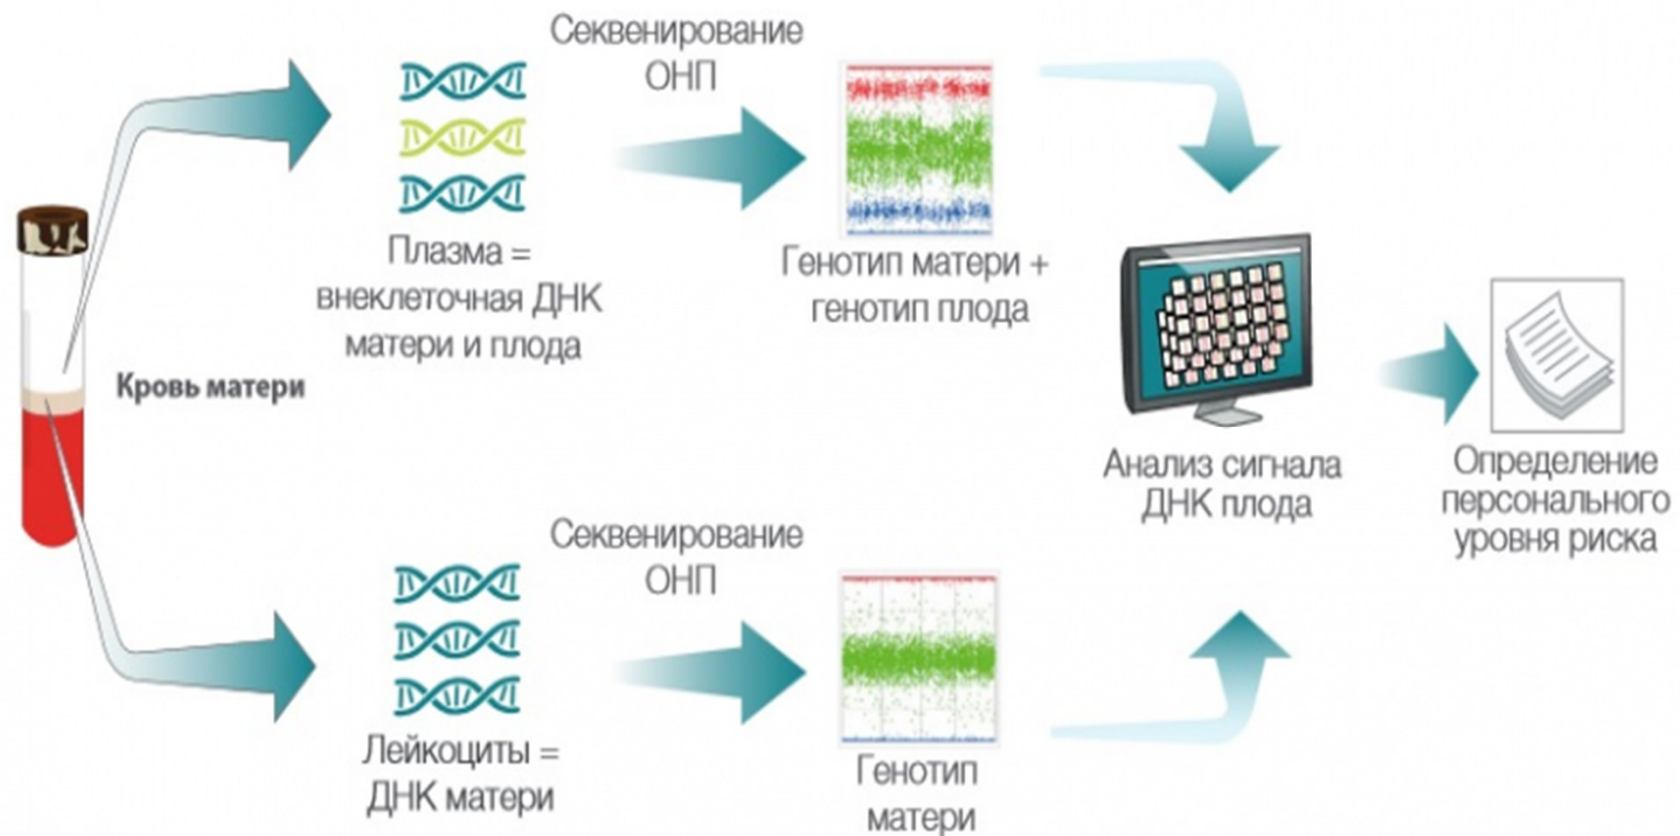 Секвенирование
ОНП
Плазма =
внеклеточная ДНК
матери и плода
Генотип матери +
генотип плода
Кровь матери
Анализ сигнала
ДНК плода
Определение
персонального
уровня риска
Секвенирование
ОНП
Лейкоциты =
ДНК матери
Генотип
матери